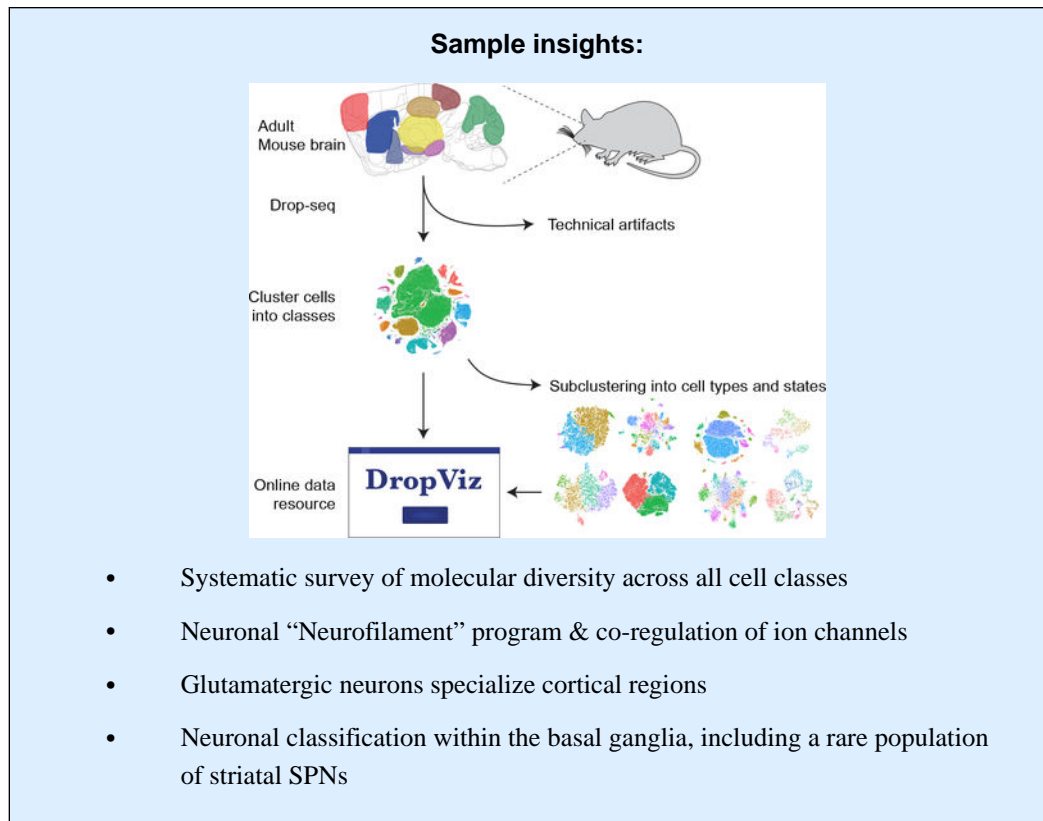 Sample insights:
Adult
Mouse brain
Drop-seq
Technical artifacts
Cluster cells
into classes
Subclustering into cell types and states
Online data
resource
DropViz
• Systematic survey of molecular diversity across all cell classes
• Neuronal “Neurofilament” program & co-regulation of ion channels
• Glutamatergic neurons specialize cortical regions
• Neuronal classification within the basal ganglia, including a rare population
of striatal SPNs